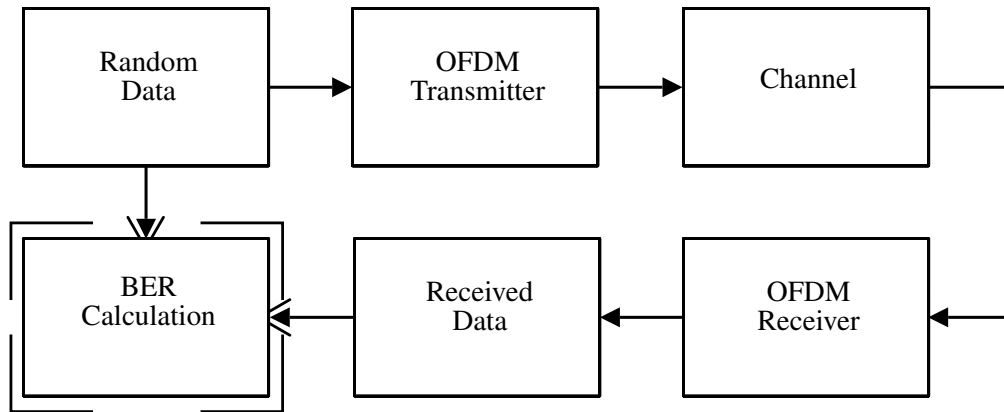 Random
Data
OFDM
Transmitter
Channel
BER
Calculation
Received
Data
OFDM
Receiver